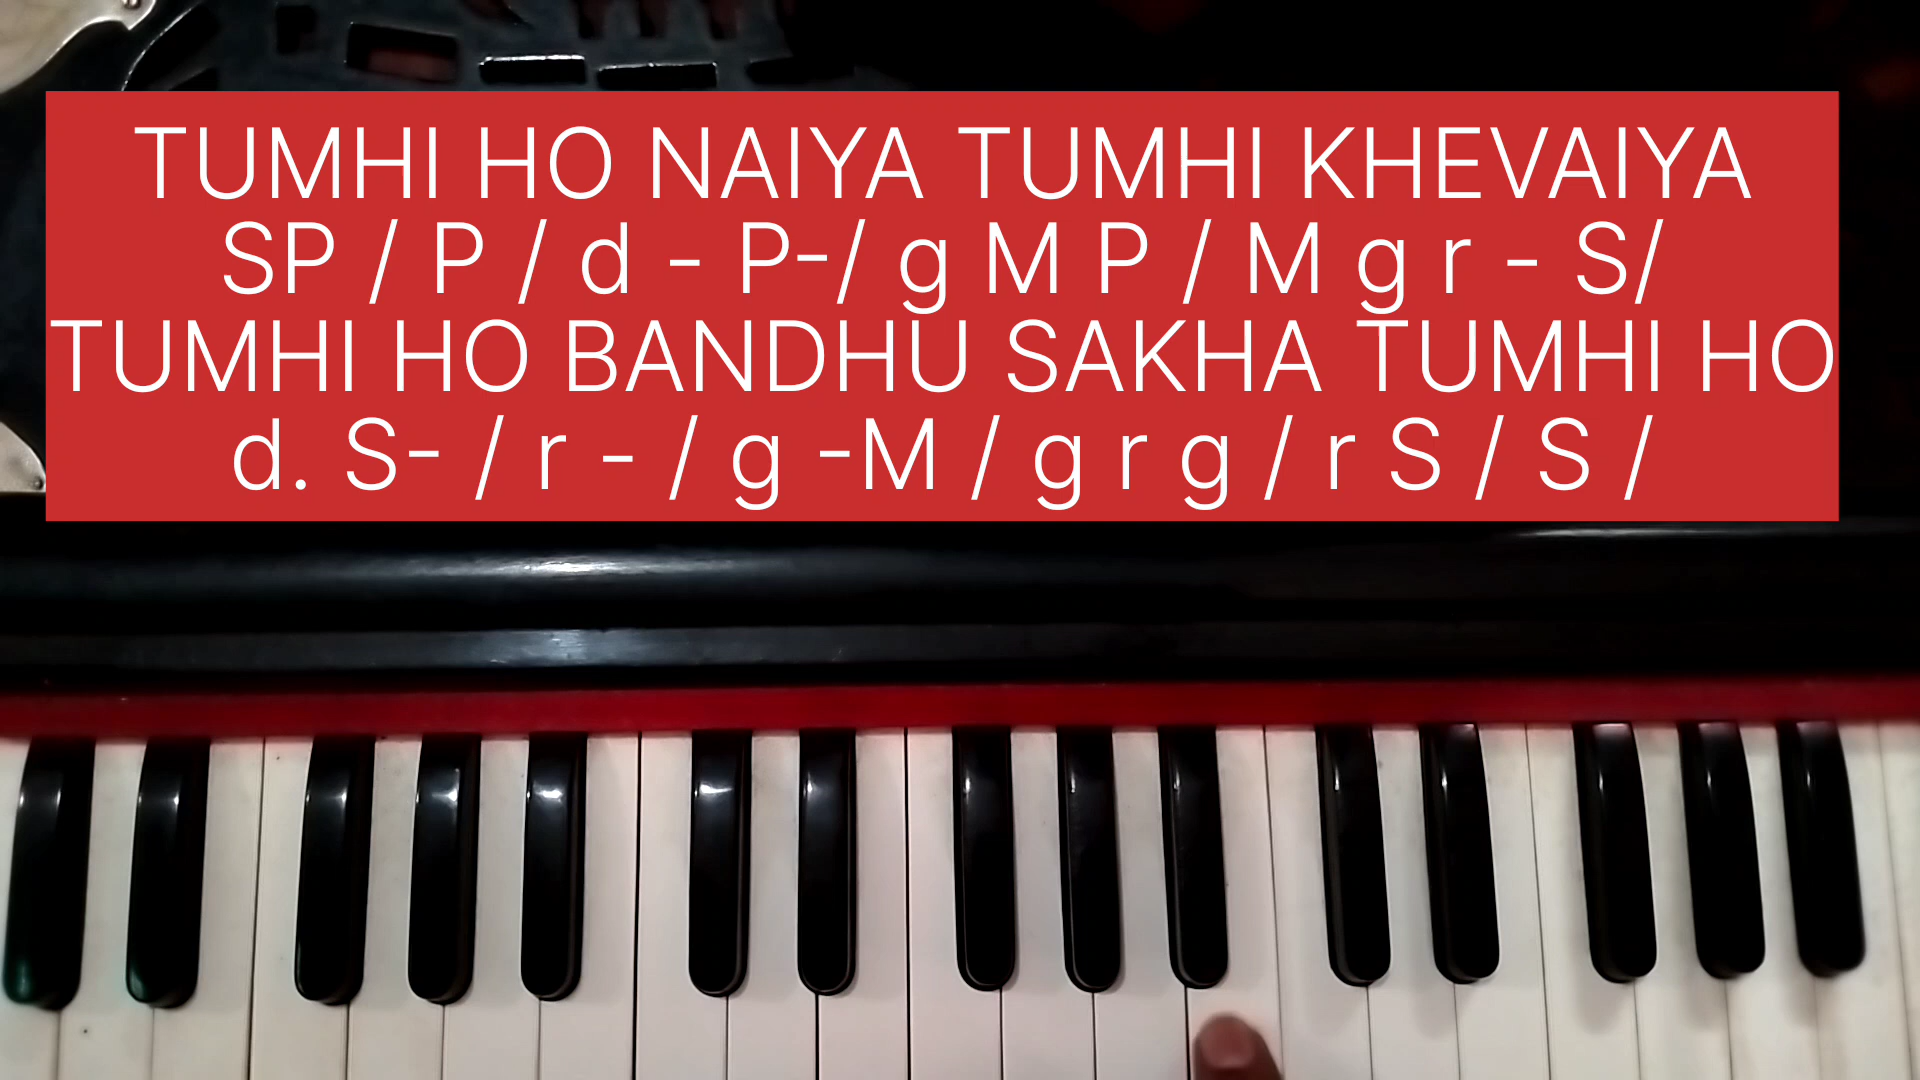 TUMHI HO NAIYA TUMHI KHEVAIYA
SP / P / d - P-/ g M P / M g r - S/
TUMHI HO BANDHU SAKHA TUMHI HO
d. S- / r - / g -M / g r g / r S / S /